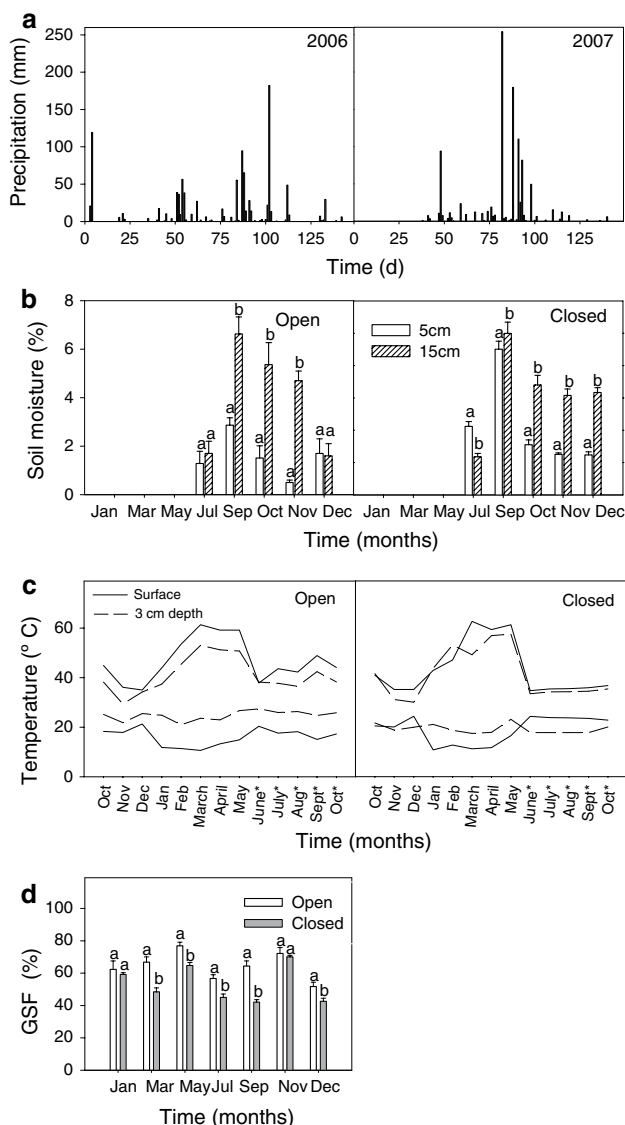 a
2006
2007
250
200
150
100
50
0
Precipitation (mm)
0 25 50 75 100 125
0 25 50 75 100 125
Time (d)
b
Open
Closed
5cm
15cm
8
6
4
2
0
Soil moisture (%)
a a a b a b a b a a
a b a b a b a b a b
Jan Mar May Jul Sep Oct Nov Dec
Jan Mar May Jul Sep Oct Nov Dec
Time (months)
c
Surface
3 cm depth
Open
Closed
60
40
20
0
Temperature (° C)
Oct Nov Dec Jan Feb March April May June* July* Aug* Sept* Oct*
Oct Nov Dec Jan Feb March April May June* July* Aug* Sept* Oct*
Time (months)
d
Open
Closed
100
80
60
40
20
0
GSF (%)
a a a b a b a b a b a a a b
Jan Mar May Jul Sep Nov Dec
Time (months)